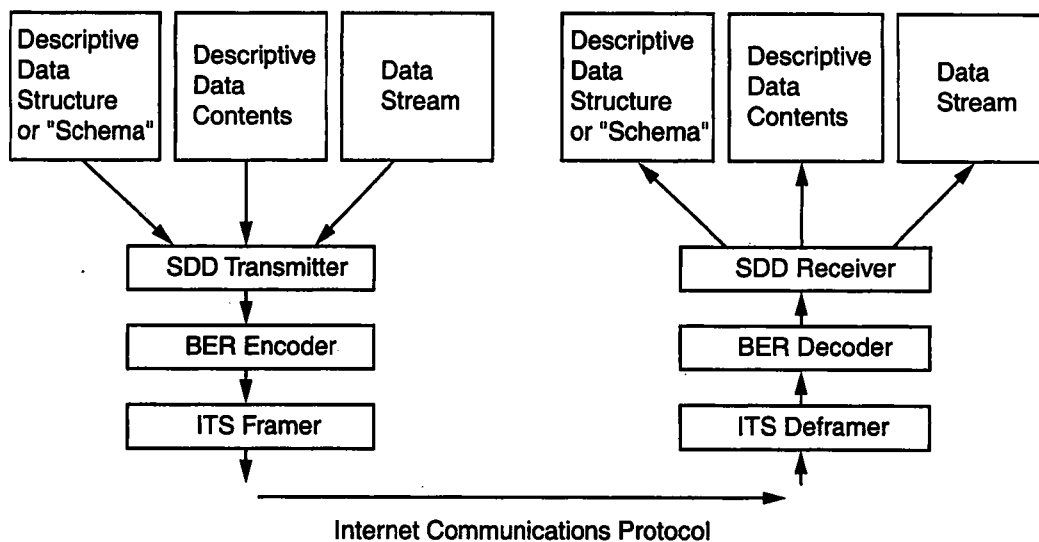 Descriptive
Data
Structure
or "Schema"
Descriptive
Data
Contents
Data
Stream
SDD Transmitter
BER Encoder
ITS Framer
Descriptive
Data
Structure
or "Schema"
Descriptive
Data
Contents
Data
Stream
SDD Receiver
BER Decoder
ITS Deframer
Internet Communications Protocol